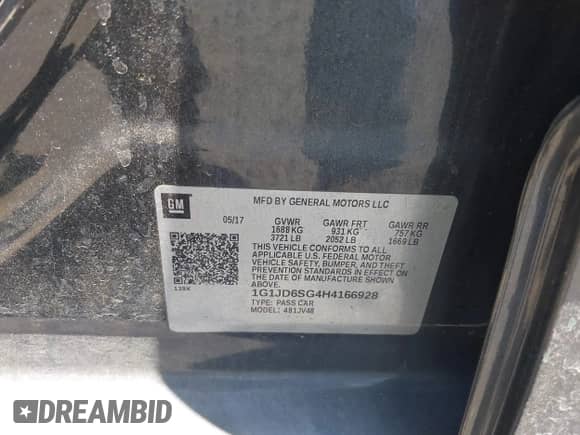 GM
MFD BY GENERAL MOTORS LLC
05/17
GVWR GAWR FRT GAWR RR
1688 KG 931 KG 757 KG
3721 LB 2052 LB 1669 LB
THIS VEHICLE CONFORMS TO ALL
APPLICABLE U.S. FEDERAL MOTOR
VEHICLE SAFETY, BUMPER, AND THEFT
PREVENTION STANDARDS IN EFFECT ON
THE DATE OF MANUFACTURE SHOWN
ABOVE.
1G1JD6SG4H4166928
TYPE: PASS CAR
MODEL: 481JV48
DREAMBID